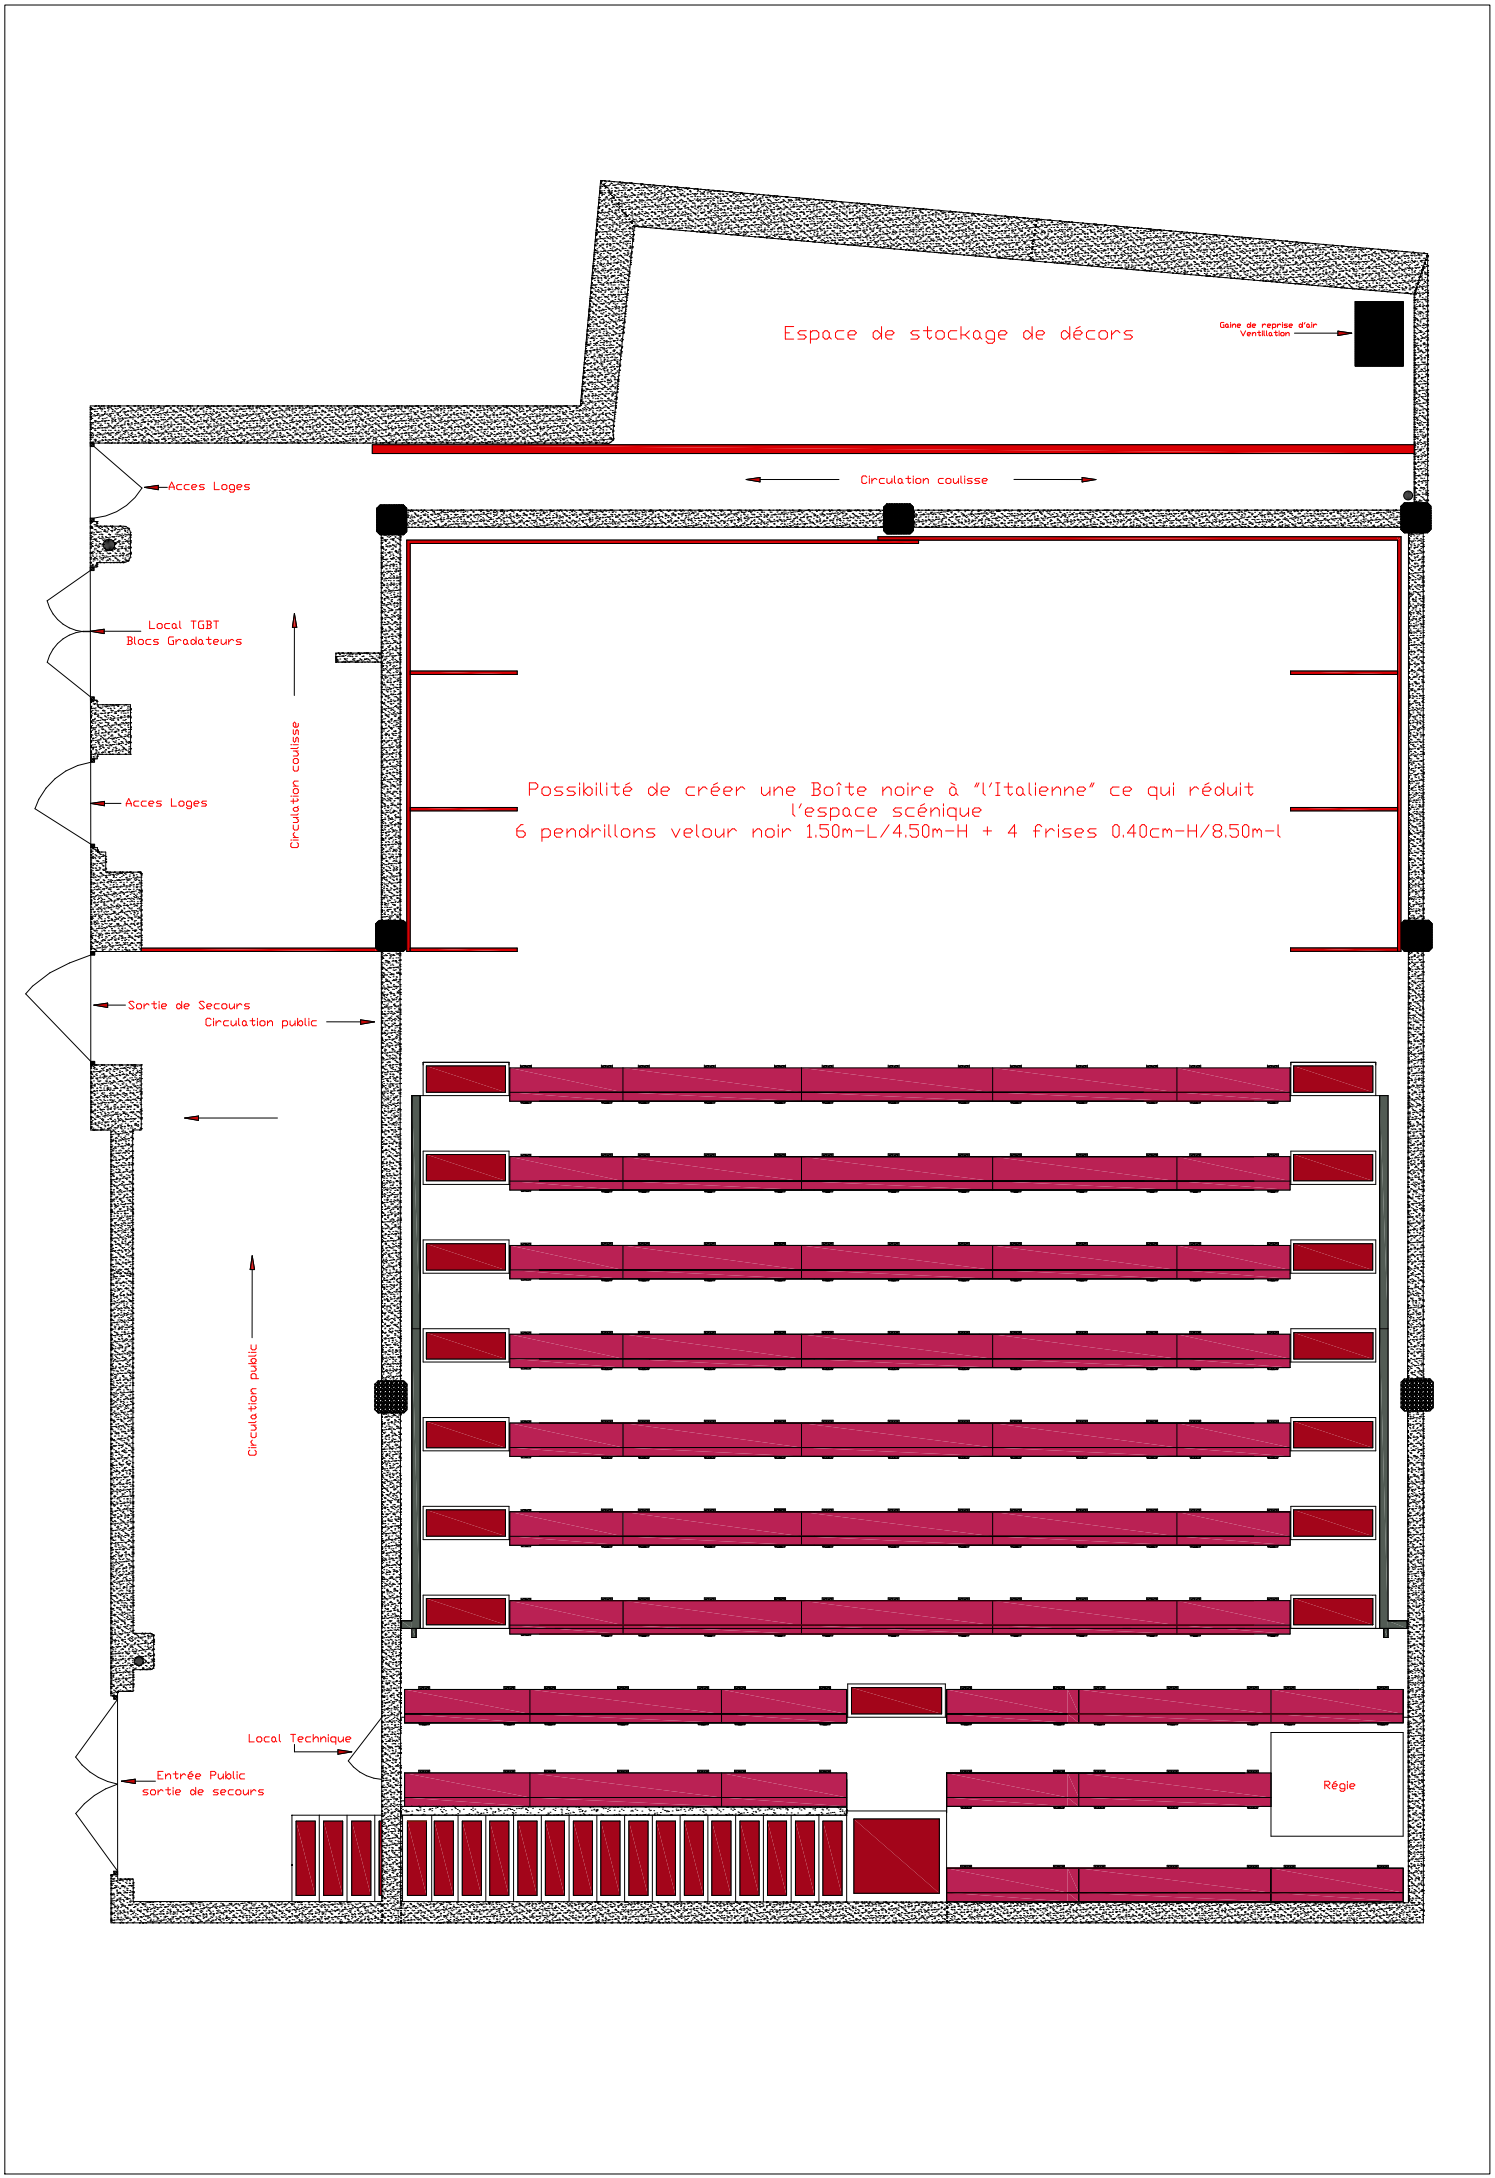 Espace de stockage de décors
Gaine de reprise d'air
Ventillation
Circulation coulisse
Acces Loges
Local TGBT
Blocs Gradateurs
Circulation coulisse
Acces Loges
Possibilité de créer une Boîte noire à "l'Italienne" ce qui réduit
l'espace scénique
6 pendrillons velour noir 1.50m-L/4.50m-H + 4 frises 0.40cm-H/8.50m-l
Sortie de Secours
Circulation public
Circulation public
Local Technique
Entrée Public
sortie de secours
Régie